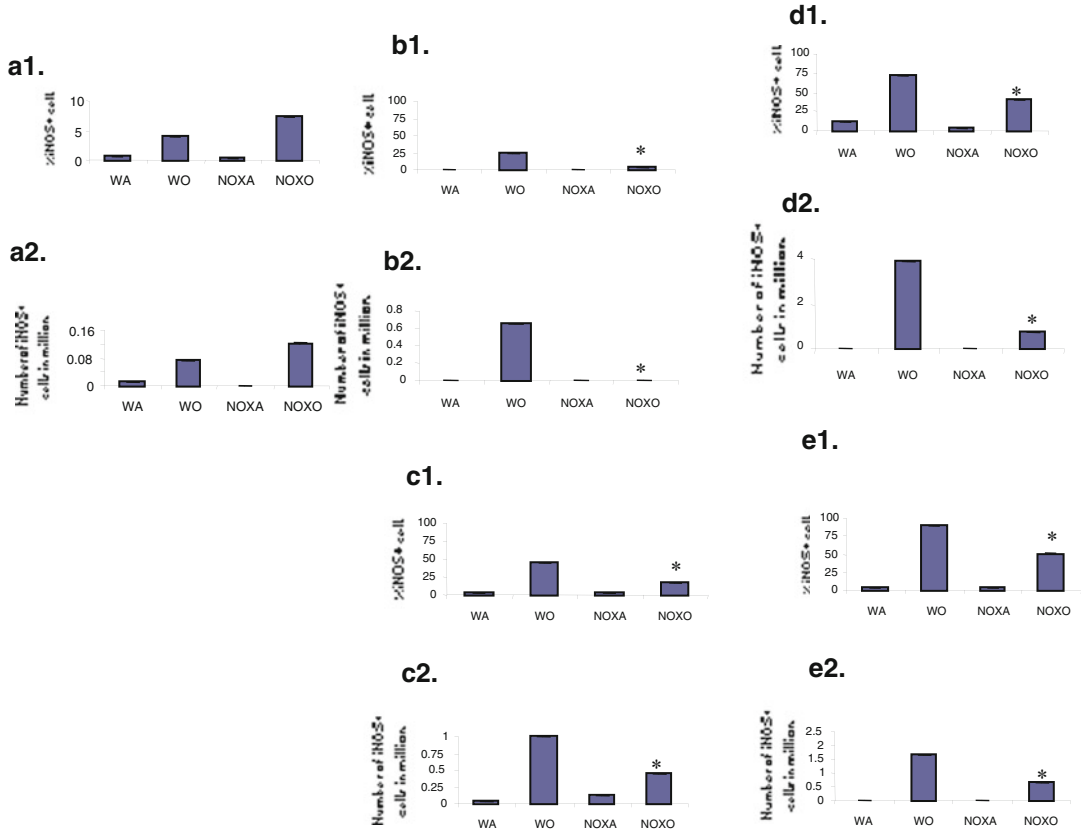 a1.
%iNOS+ cell
10
5
0
WA WO NOXA NOXO
a2.
Number of iNOS+
cells in million
0.16
0.08
0
WA WO NOXA NOXO
b1.
%iNOS+ cell
100
75
50
25
0
*
WA WO NOXA NOXO
b2.
Number of iNOS+
cells in million
0.8
0.6
0.4
0.2
0
*
WA WO NOXA NOXO
c1.
%iNOS+ cell
100
75
50
25
0
*
WA WO NOXA NOXO
c2.
Number of iNOS+
cells in million
1
0.75
0.5
0.25
0
*
WA WO NOXA NOXO
d1.
%iNOS+ cell
100
75
50
25
0
*
WA WO NOXA NOXO
d2.
Number of iNOS+
cells in million
4
2
0
*
WA WO NOXA NOXO
e1.
%iNOS+ cell
100
75
50
25
0
*
WA WO NOXA NOXO
e2.
Number of iNOS+
cells in million
2.5
2
1.5
1
0.5
0
*
WA WO NOXA NOXO